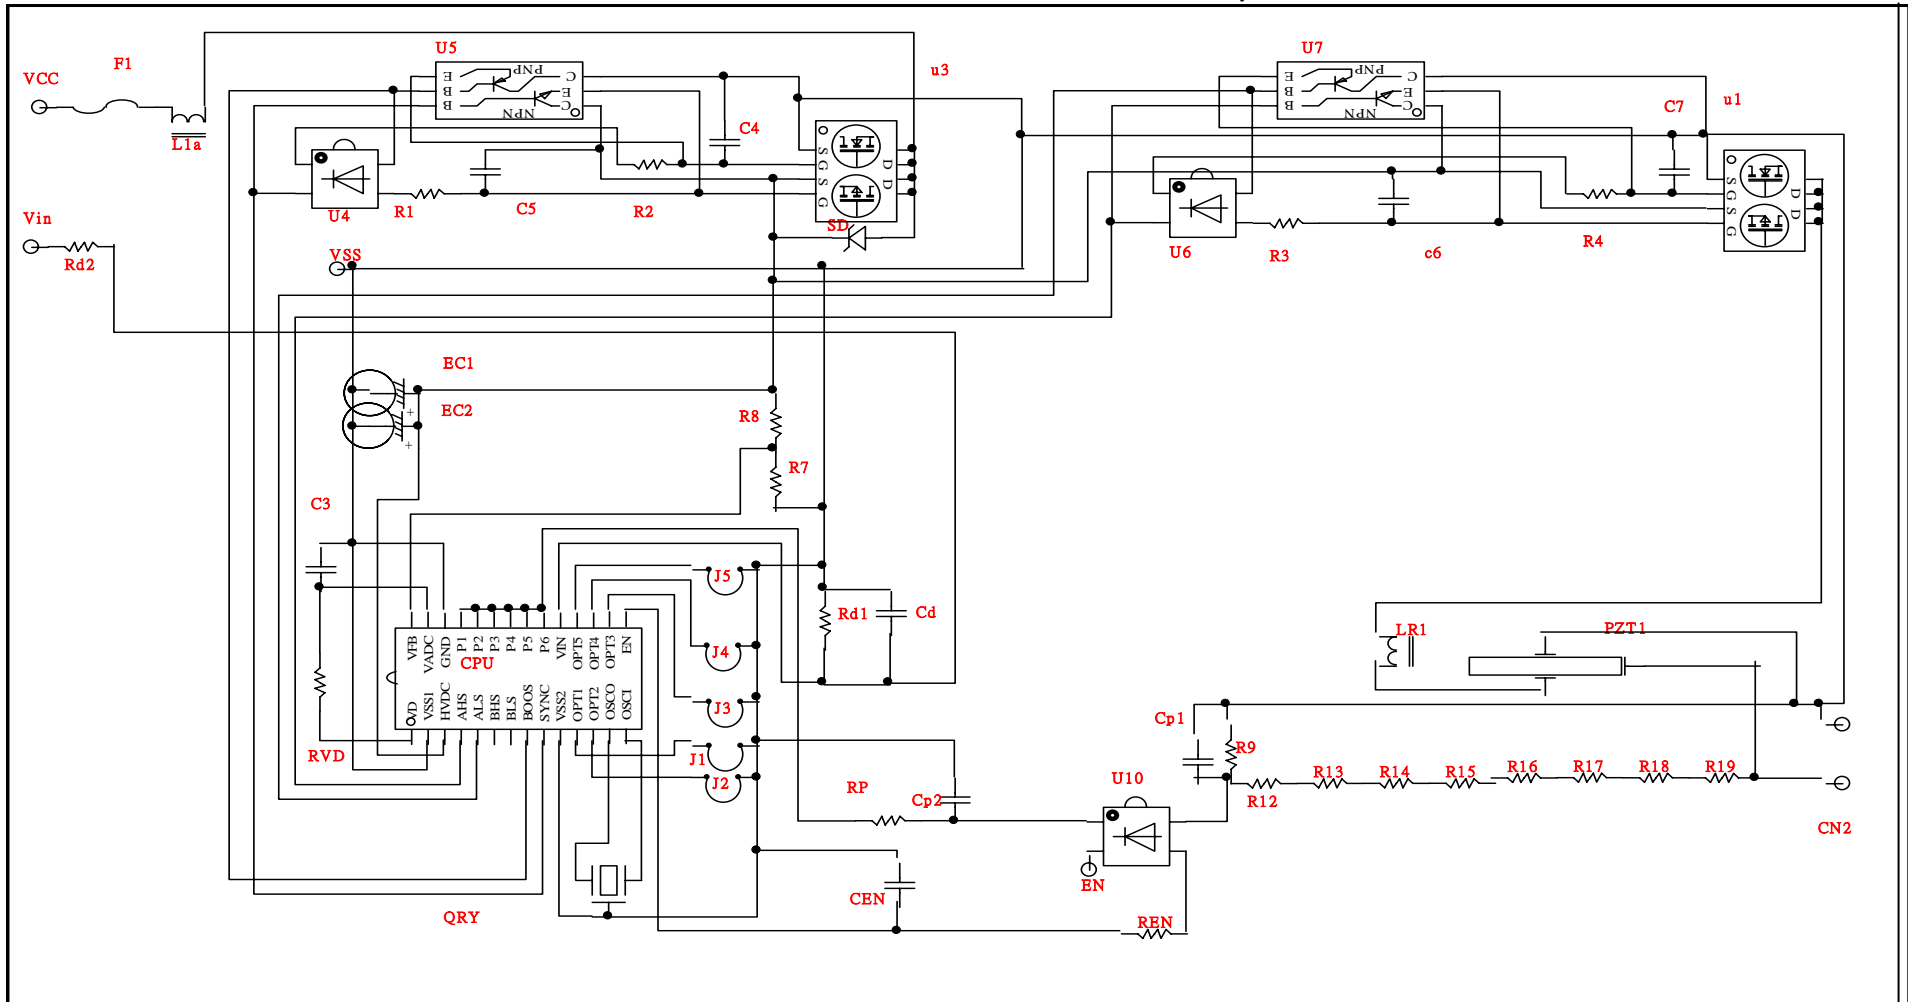 U5
U7
VCC
F1
u3
u1
E
PNP
C
B
E
B
C
NPN
E
PNP
C
B
E
B
C
NPN
C7
C4
L1a
S
G
S
G
D
D
S
G
S
G
D
D
Vin
U4
R1
C5
R2
SD
U6
R3
c6
R4
Rd2
VSS
EC1
+
EC2
+
R8
R7
C3
J5
Rd1
Cd
J4
LR1
PZT1
VFB
VADC
GND
P1
P2
P3
P4
P5
P6
VIN
OPT5
OPT4
OPT3
EN
CPU
VD
VSS1
HVDC
AHS
ALS
BHS
BLS
BOOS
SYNC
VSS2
OPT1
OPT2
OSCO
OSCI
J3
Cp1
R9
RVD
J1
J2
RP
Cp2
U10
R12
R13
R14
R15
R16
R17
R18
R19
CN2
EN
CEN
QRY
REN